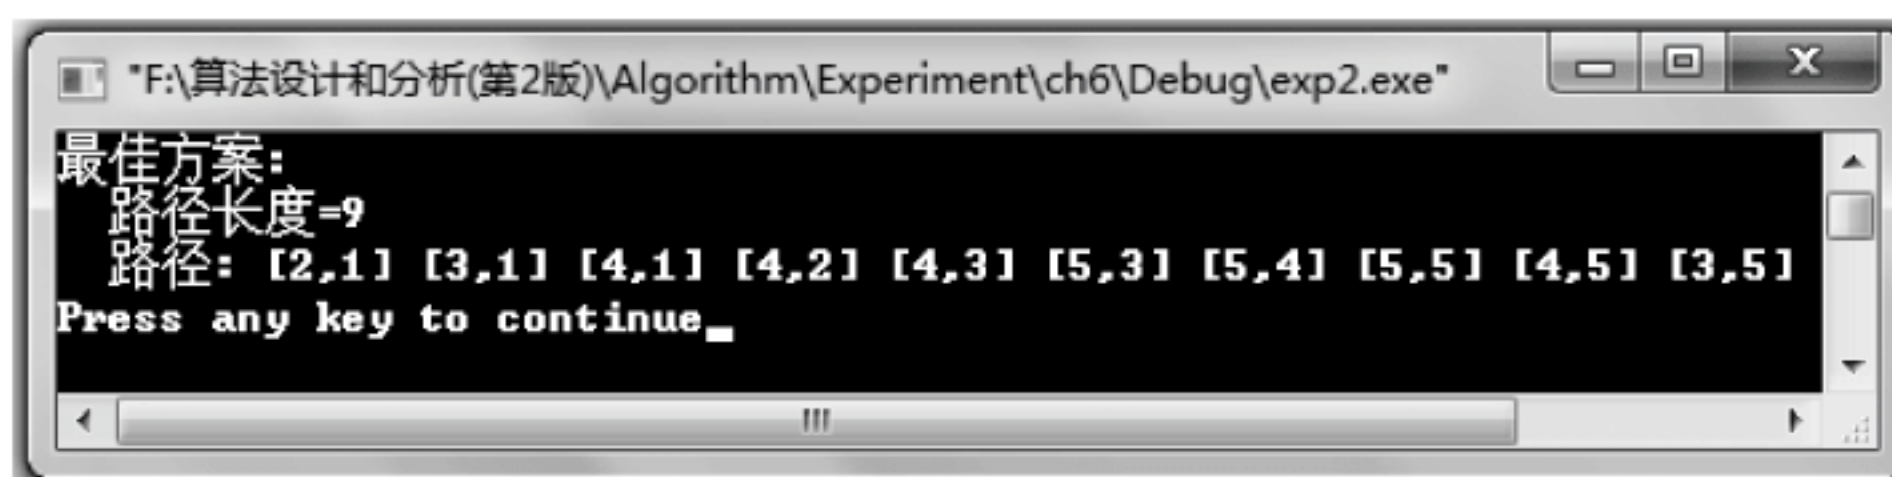 "F:\算法设计和分析(第2版)\Algorithm\Experiment\ch6\Debug\exp2.exe"
最佳方案:
路径长度=9
路径: [2,1] [3,1] [4,1] [4,2] [4,3] [5,3] [5,4] [5,5] [4,5] [3,5]
Press any key to continue